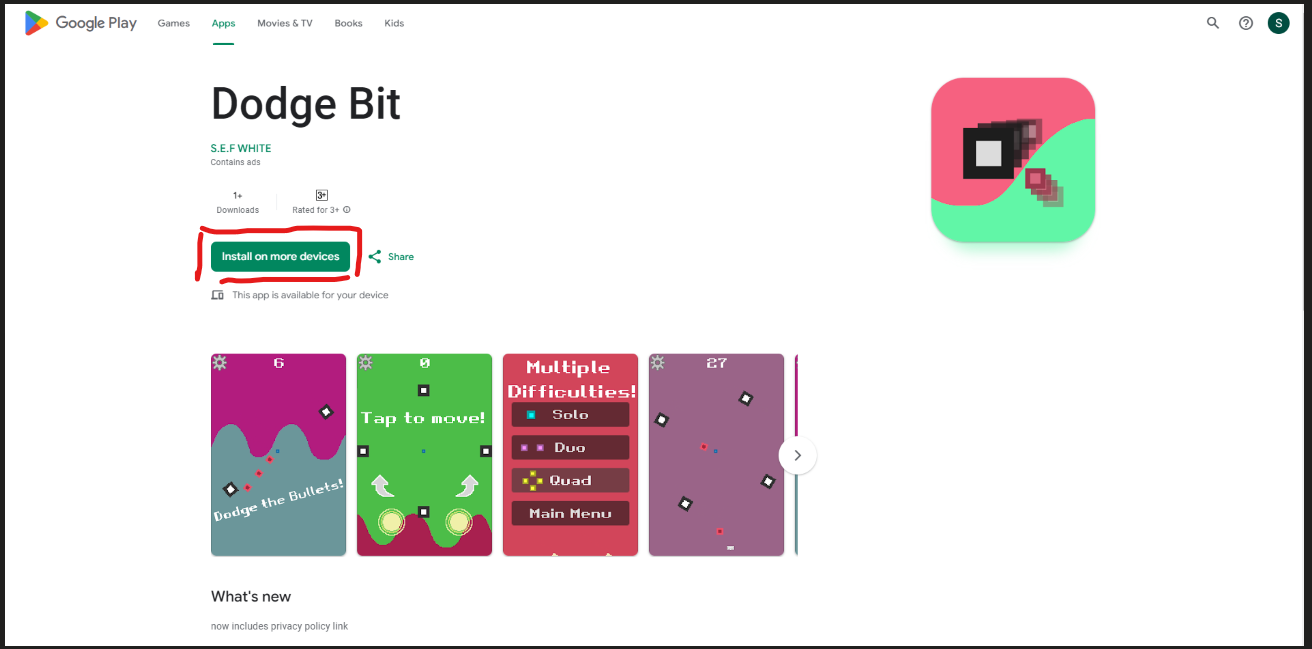 Google Play Games Apps Movies & TV Books Kids S
Dodge Bit
S.E.F WHITE
Contains ads
1+ 3+
Downloads Rated for 3+
Install on more devices Share
This app is available for your device
6
Dodge the Bullets!
0
Tap to move!
Multiple
Difficulties!
Solo
Duo
Quad
Main Menu
27
What's new
now includes privacy policy link